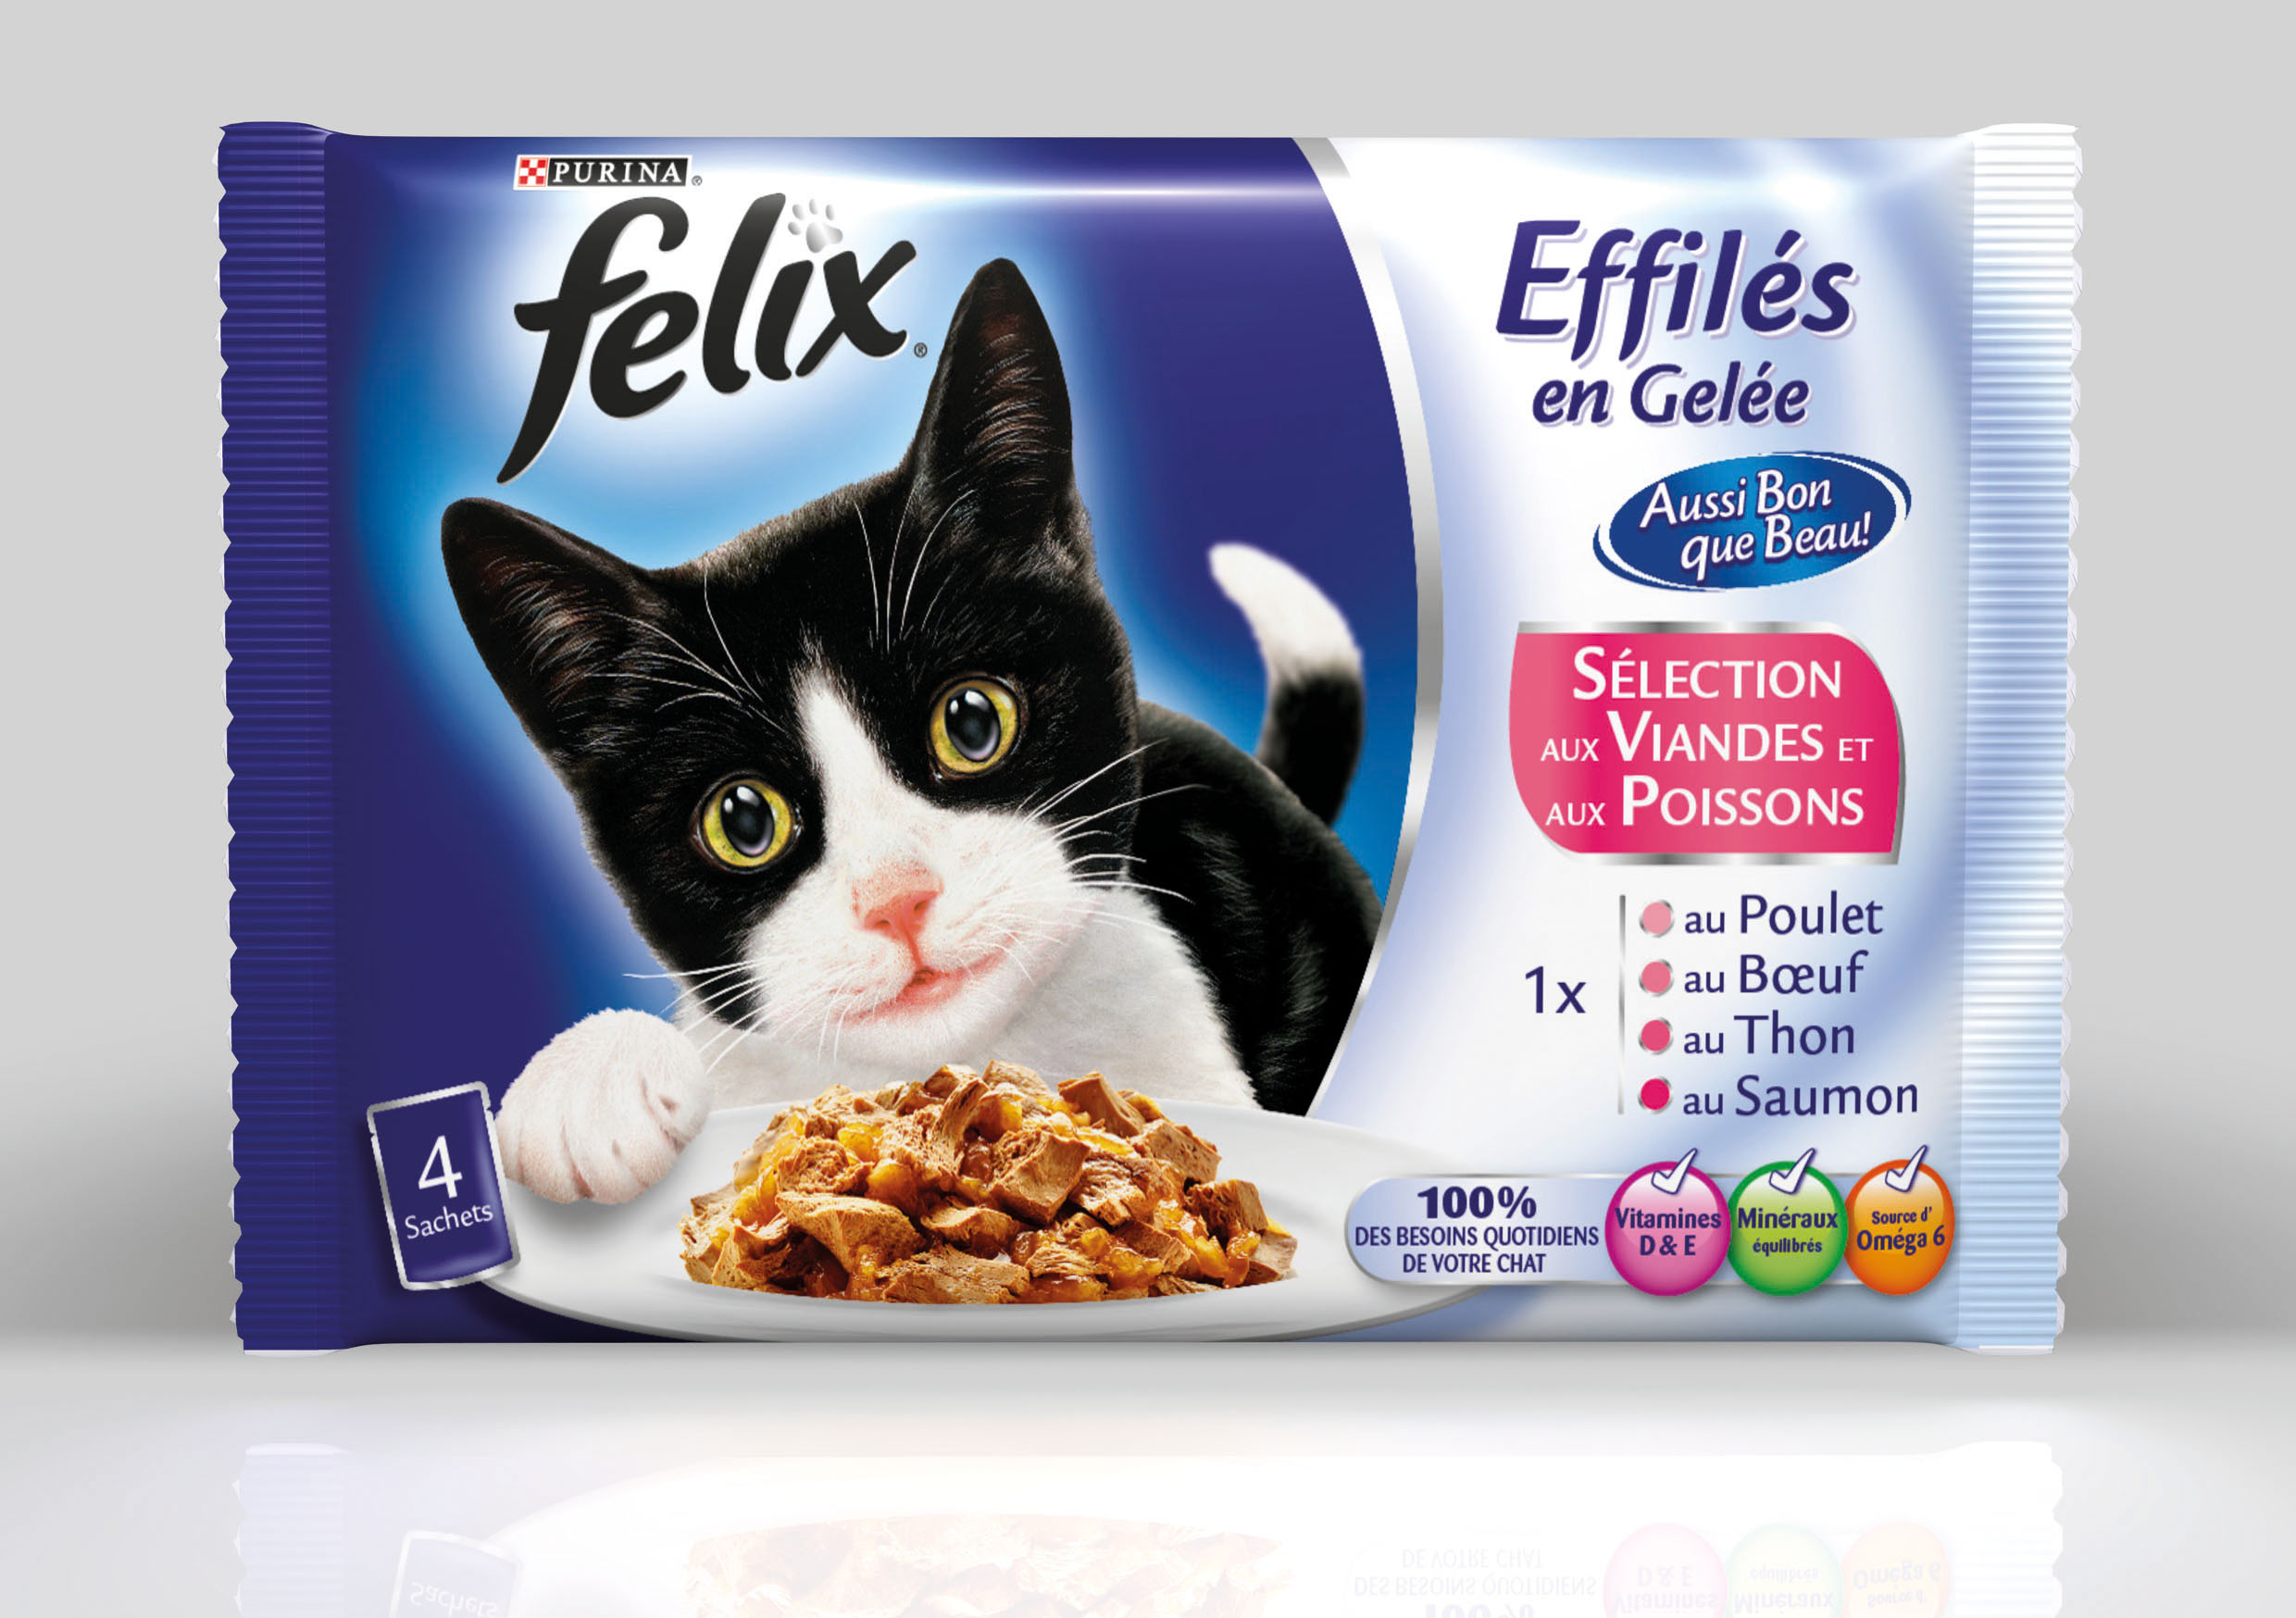 PURINA®
felix®
Effilés
en Gelée
Aussi Bon
que Beau!
SÉLECTION
AUX VIANDES ET
AUX POISSONS
1x
au Poulet
au Bœuf
au Thon
au Saumon
4
Sachets
100%
DES BESOINS QUOTIDIENS
DE VOTRE CHAT
Vitamines
D & E
Minéraux
équilibrés
Source d'
Oméga 6